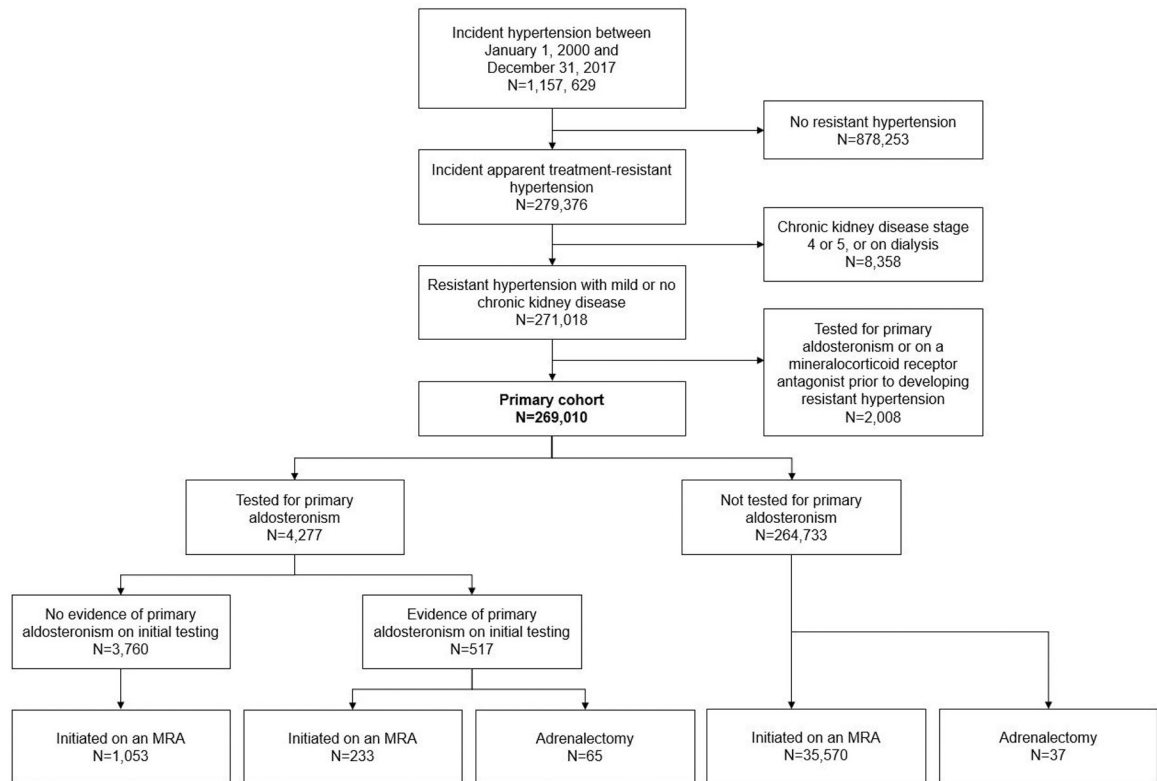 Incident hypertension between
January 1, 2000 and
December 31, 2017
N=1,157, 629
No resistant hypertension
N=878,253
Incident apparent treatment-resistant
hypertension
N=279,376
Chronic kidney disease stage
4 or 5, or on dialysis
N=8,358
Resistant hypertension with mild or no
chronic kidney disease
N=271,018
Tested for primary
aldosteronism or on a
mineralocorticoid receptor
antagonist prior to developing
resistant hypertension
N=2,008
Primary cohort
N=269,010
Tested for primary
aldosteronism
N=4,277
Not tested for primary
aldosteronism
N=264,733
No evidence of primary
aldosteronism on initial testing
N=3,760
Evidence of primary
aldosteronism on initial testing
N=517
Initiated on an MRA
N=1,053
Initiated on an MRA
N=233
Adrenalectomy
N=65
Initiated on an MRA
N=35,570
Adrenalectomy
N=37